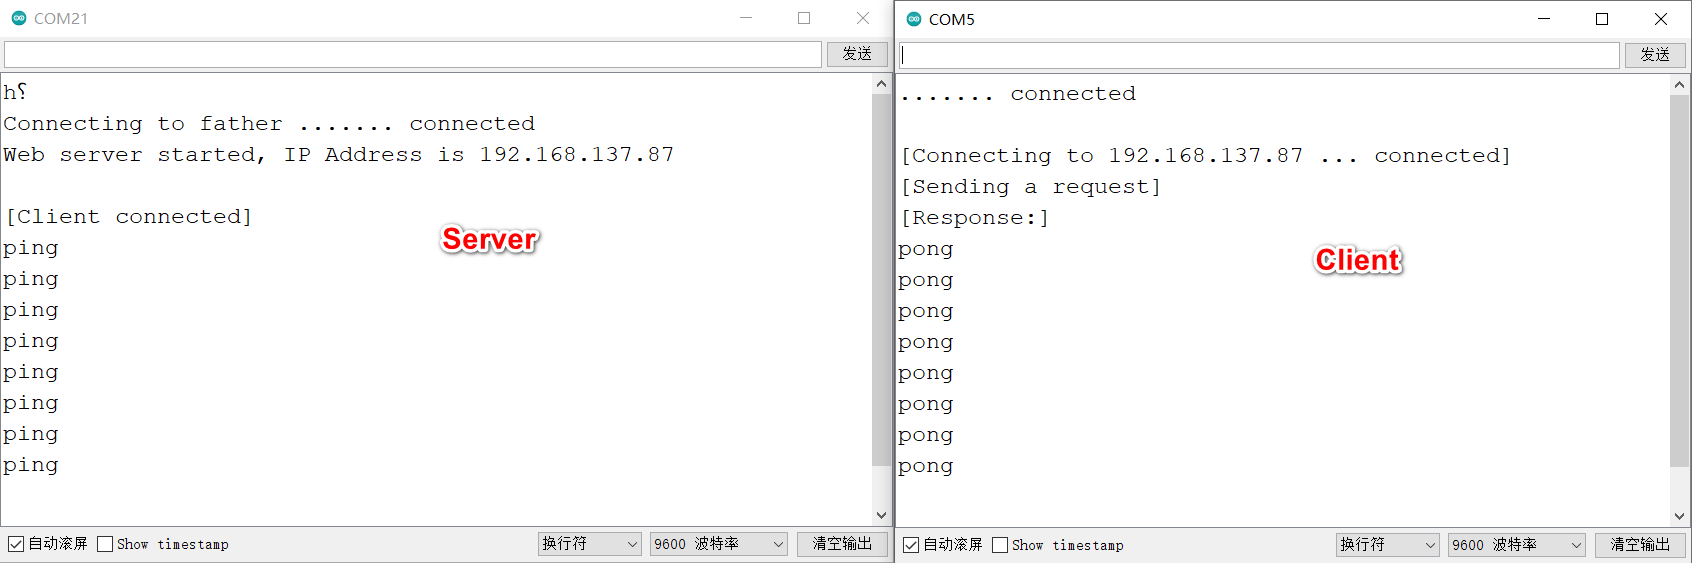 COM21
发送
h⸮
Connecting to father ....... connected
Web server started, IP Address is 192.168.137.87
[Client connected]
ping
ping
ping
ping
ping
ping
ping
ping
Server
自动滚屏 Show timestamp 换行符 9600 波特率 清空输出
COM5
发送
....... connected
[Connecting to 192.168.137.87 ... connected]
[Sending a request]
[Response:]
pong
pong
pong
pong
pong
pong
pong
pong
Client
自动滚屏 Show timestamp 换行符 9600 波特率 清空输出